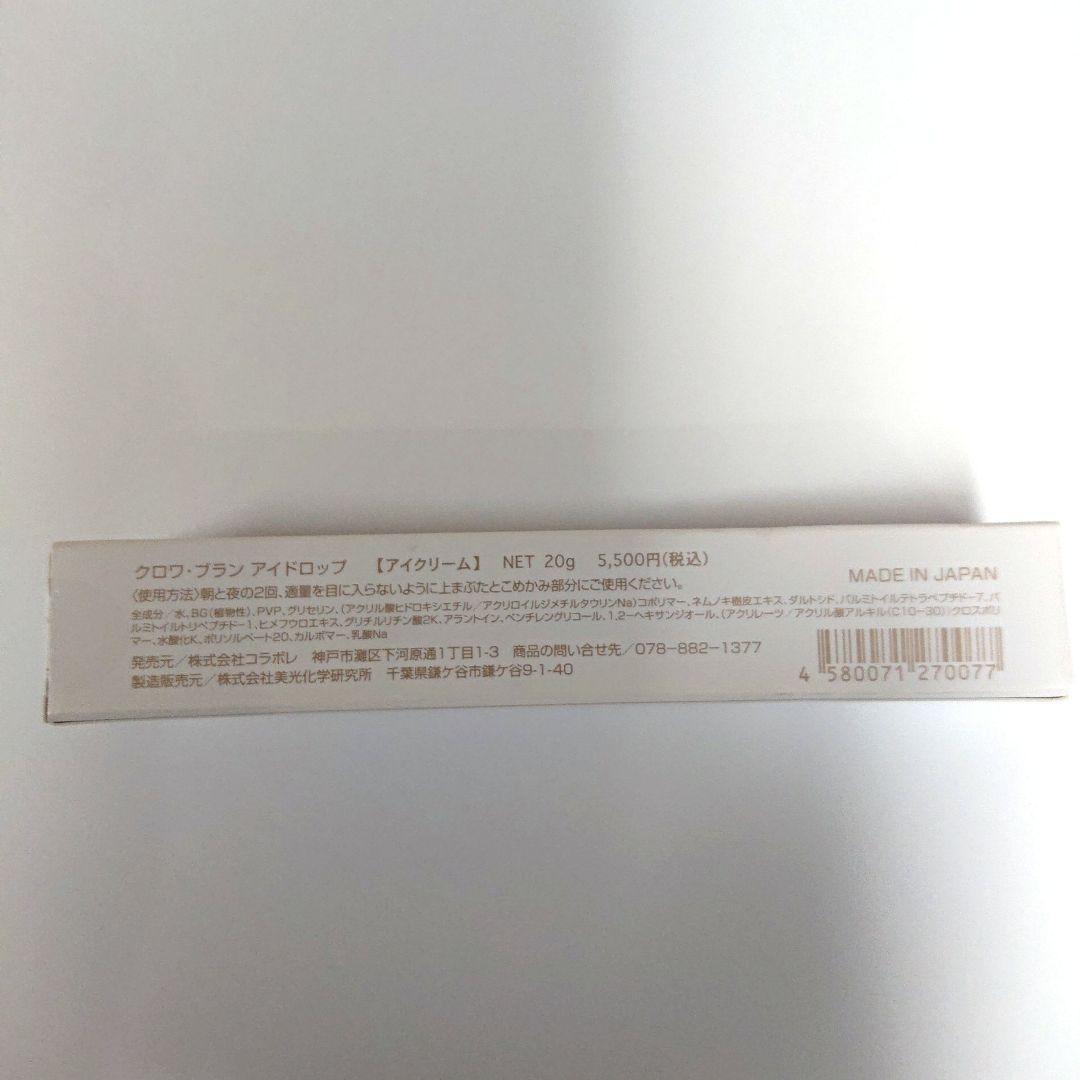 クロワ・ブラン アイドロップ 【アイクリーム】 NET 20g 5,500円(税込)
MADE IN JAPAN
〈使用方法〉朝と夜の2回、適量を目に入らないように上まぶたとこめかみ部分にご使用ください。
全成分／水、BG(植物性)、PVP、グリセリン、(アクリル酸ヒドロキシエチル／アクリロイルジメチルタウリンNa)コポリマー、ネムノキ樹皮エキス、ダルトシド、パルミトイルテトラペプチド-7、パ
ルミトイルトリペプチド-1、ヒメフウロエキス、グリチルリチン酸2K、アラントイン、ペンチレングリコール、1,2-ヘキサンジオール、(アクリレーツ／アクリル酸アルキル(C10-30))クロスポリ
マー、水酸化K、ポリソルベート20、カルボマー、乳酸Na
発売元／株式会社コラボレ 神戸市灘区下河原通1丁目1-3 商品の問い合せ先／078-882-1377
製造販売元／株式会社美光化学研究所 千葉県鎌ケ谷市鎌ケ谷9-1-40
4 580071 270077